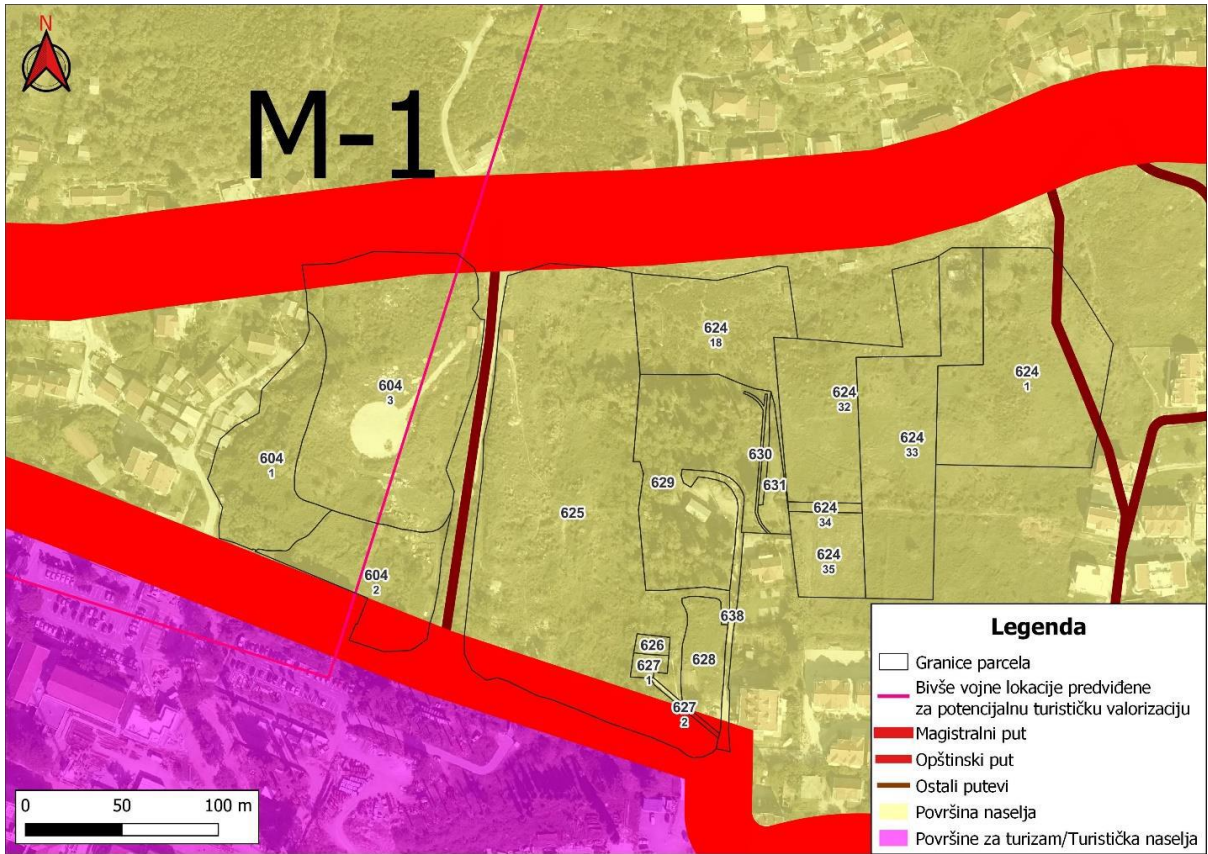 N
M-1
624
18
604
3
624
1
624
32
624
33
604
1
630
629
631
625
624
34
624
35
604
2
638
626
627
1
628
627
2
0 50 100 m
Legenda
Granice parcela
Bivše vojne lokacije predviđene
za potencijalnu turističku valorizaciju
Magistralni put
Opštinski put
Ostali putevi
Površina naselja
Površine za turizam/Turistička naselja